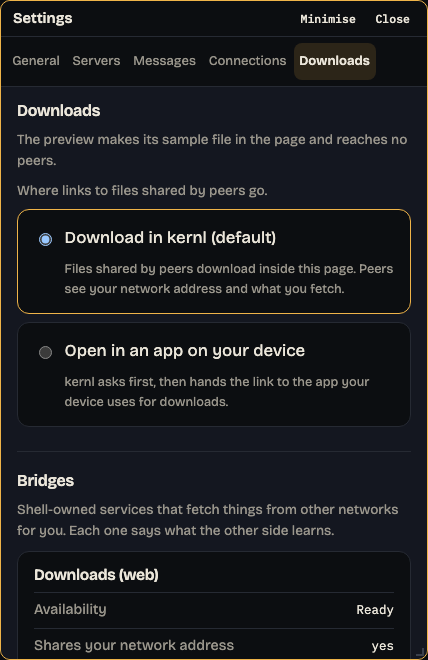 Settings Minimise Close
General Servers Messages Connections Downloads
Downloads
The preview makes its sample file in the page and reaches no
peers.
Where links to files shared by peers go.
Download in kernl (default)
Files shared by peers download inside this page. Peers
see your network address and what you fetch.
Open in an app on your device
kernl asks first, then hands the link to the app your
device uses for downloads.
Bridges
Shell-owned services that fetch things from other networks
for you. Each one says what the other side learns.
Downloads (web)
Availability Ready
Shares your network address yes